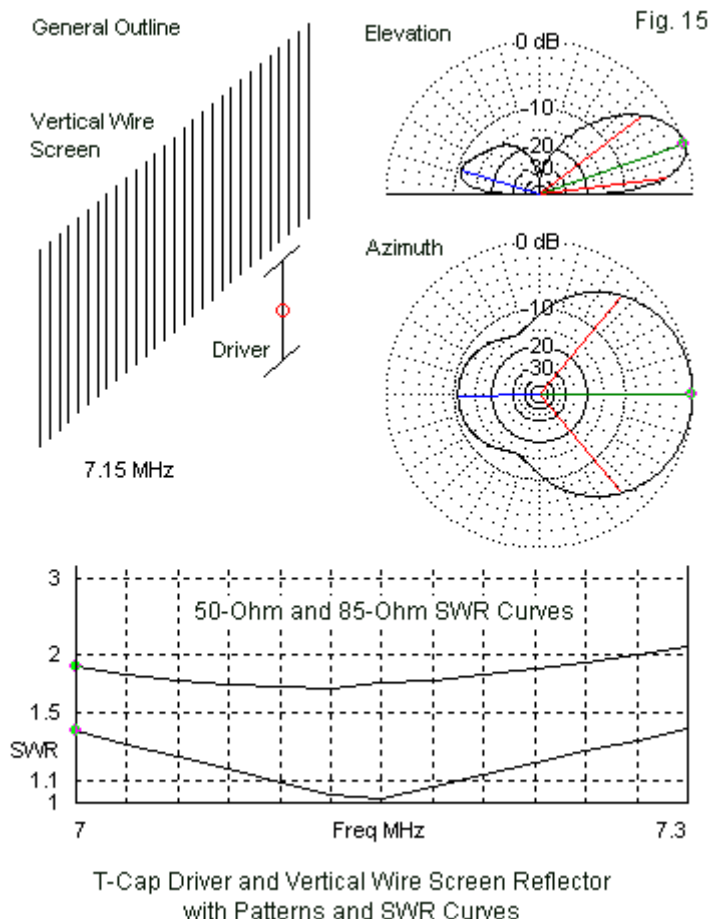 Fig. 15
General Outline
Vertical Wire
Screen
Driver
7.15 MHz
Elevation
0 dB
-10
-20
-30
Azimuth
0 dB
-10
-20
-30
50-Ohm and 85-Ohm SWR Curves
3
2
1.5
SWR
1.1
1
7
Freq MHz
7.3
T-Cap Driver and Vertical Wire Screen Reflector
with Patterns and SWR Curves